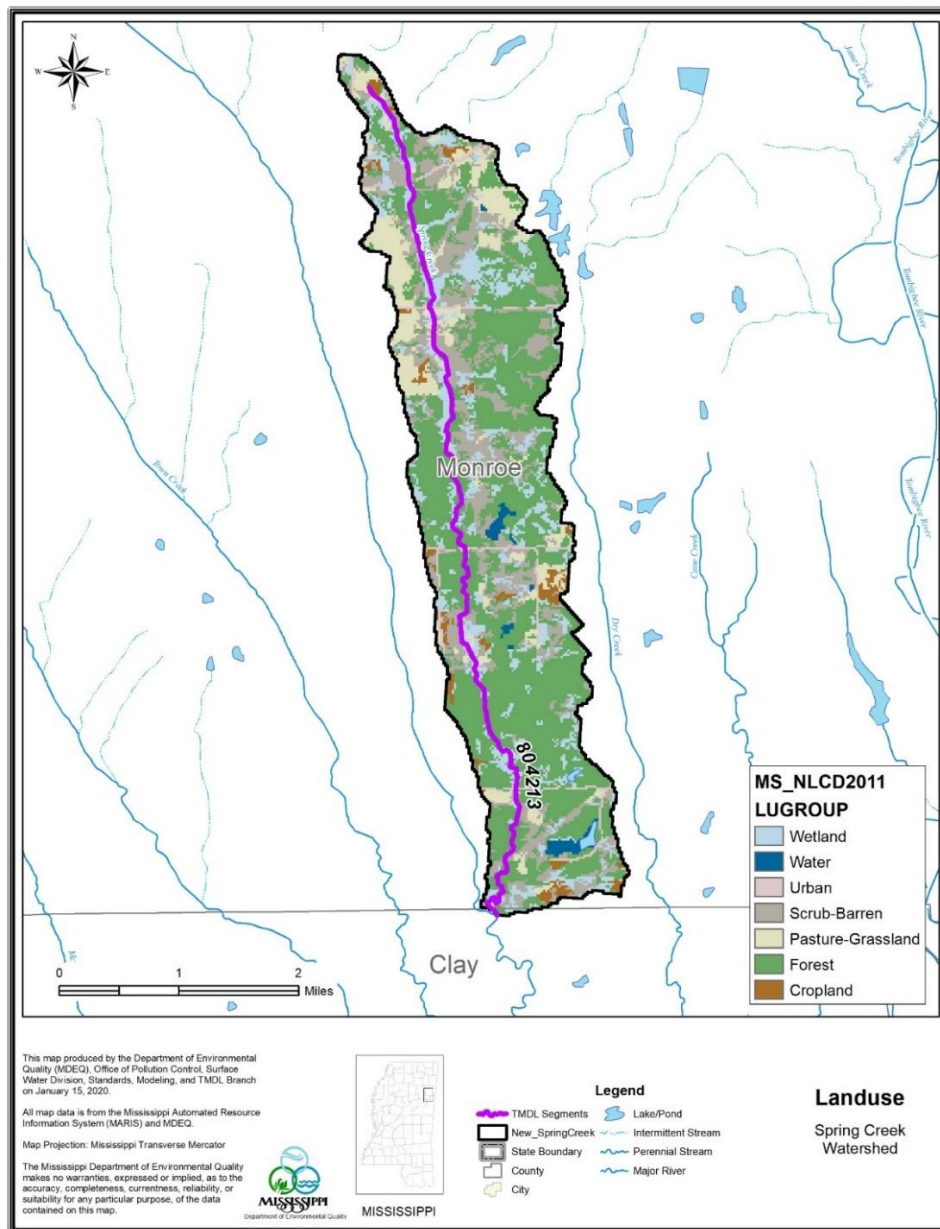 N
W E
S
James Creek
Tombigbee River
Spring Creek
Tombigbee River
Monroe
Town Creek
Tombigbee River
Cane Creek
Dry Creek
804213
MS_NLCD2011
LUGROUP
Wetland
Water
Urban
Scrub-Barren
Pasture-Grassland
Forest
Cropland
Clay
0 1 2
Miles
This map produced by the Department of Environmental
Quality (MDEQ), Office of Pollution Control, Surface
Water Division, Standards, Modeling, and TMDL Branch
on January 15, 2020.
All map data is from the Mississippi Automated Resource
Information System (MARIS) and MDEQ.
Map Projection: Mississippi Transverse Mercator
The Mississippi Department of Environmental Quality
makes no warranties, expressed or implied, as to the
accuracy, completeness, currentness, reliability, or
suitability for any particular purpose, of the data
contained on this map.
MISSISSIPPI
Department of Environmental Quality
MISSISSIPPI
Legend
TMDL Segments
New_SpringCreek
State Boundary
County
City
Lake/Pond
Intermittent Stream
Perennial Stream
Major River
Landuse
Spring Creek
Watershed